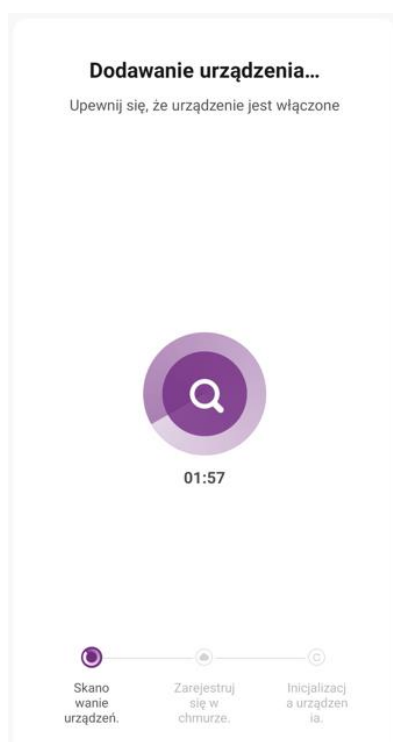 Dodawanie urządzenia...
Upewnij się, że urządzenie jest włączone
01:57
Skano
wanie
urządzeń.
Zarejestruj
się w
chmurze.
Inicjalizacj
a urządzen
ia.